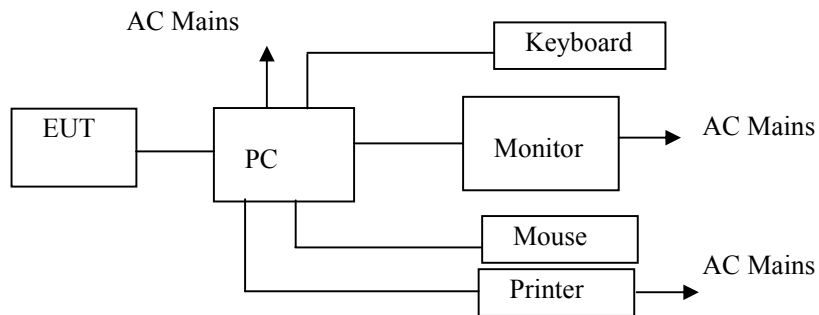 AC Mains
Keyboard
EUT
PC
Monitor
AC Mains
Mouse
AC Mains
Printer